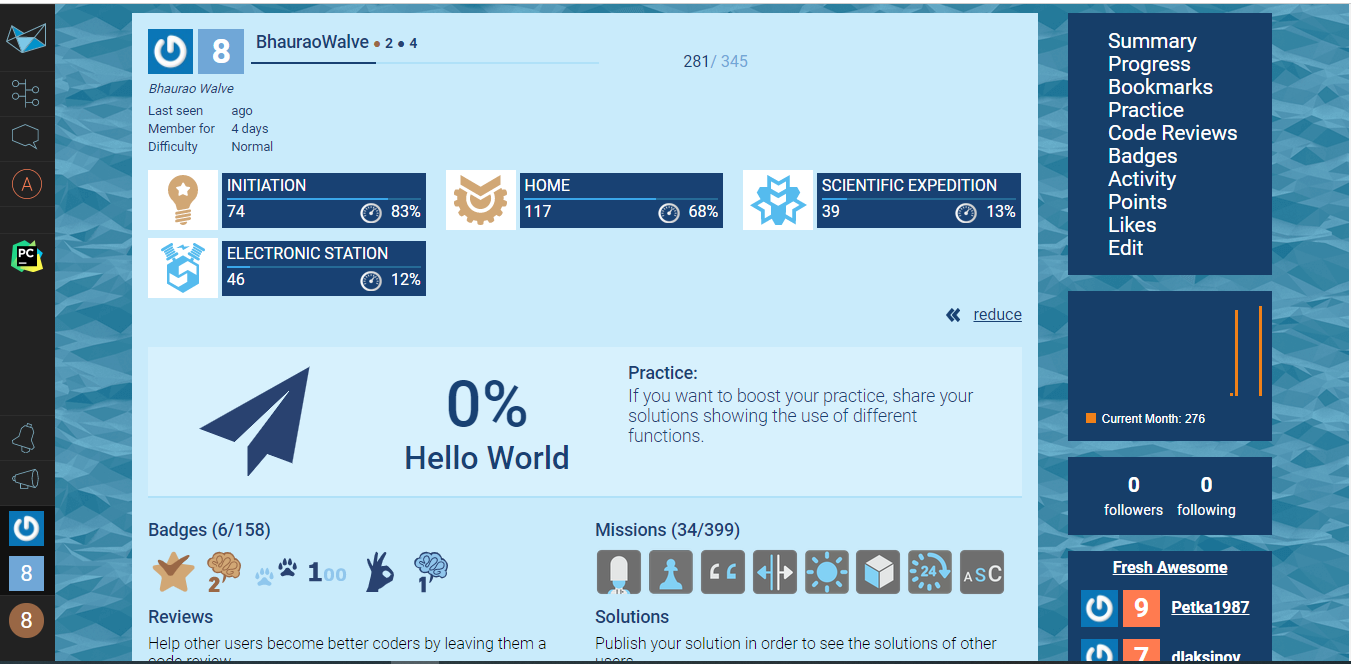 8
BhauraoWalve ● 2 ● 4
281/ 345
Bhaurao Walve
Last seen ago
Member for 4 days
Difficulty Normal
INITIATION
74 83%
HOME
117 68%
SCIENTIFIC EXPEDITION
39 13%
ELECTRONIC STATION
46 12%
« reduce
0%
Hello World
Practice:
If you want to boost your practice, share your
solutions showing the use of different
functions.
Badges (6/158)
2
100
1
Missions (34/399)
24
ASC
Reviews
Help other users become better coders by leaving them a
code review
Solutions
Publish your solution in order to see the solutions of other
users
Summary
Progress
Bookmarks
Practice
Code Reviews
Badges
Activity
Points
Likes
Edit
Current Month: 276
0 0
followers following
Fresh Awesome
9 Petka1987
7 dlaksinov
A
PC
8
8